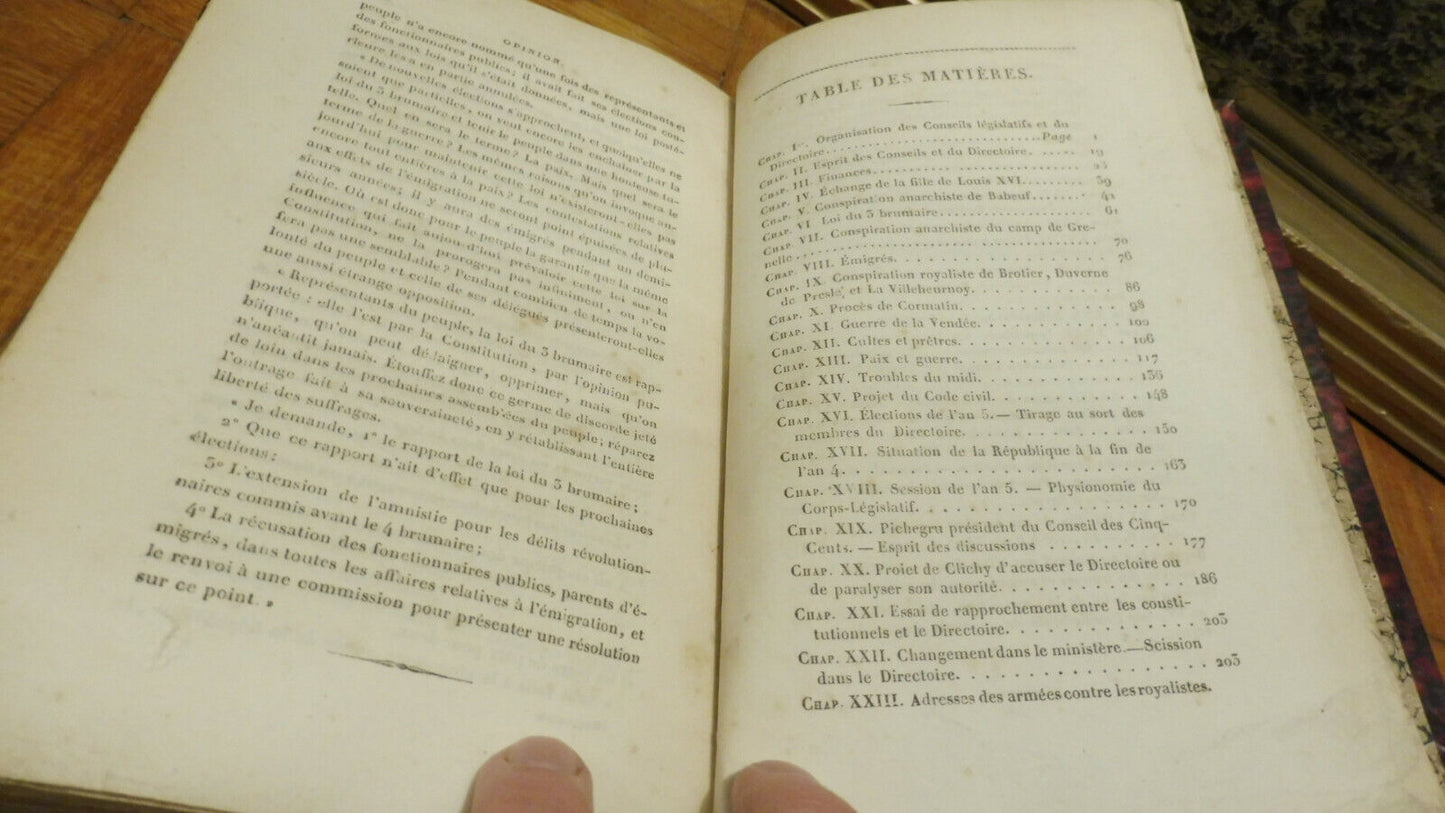 OPINION.
peuple n'a encore nommé qu'une fois des représentants et
des fonctionnaires publics; il avait fait ses élections con-
formes aux lois qu'il s'était données, mais une loi posté-
rieure les a en partie annulées.
« De nouvelles élections s'approchent, et quoiqu'elles ne
soient que partielles, on veut encore les enchaîner par la
loi du 3 brumaire et tenir le peuple dans une honteuse tu-
telle. Quel en sera le terme? La paix. Mais quel sera le
terme de la guerre? Les mêmes raisons qu'on invoque au-
jourd'hui pour maintenir cette loi n'existeront-elles pas
encore tout entières à la paix? Les contestations relatives
aux effets de l'émigration ne seront point épuisées de plu-
sieurs années; il y aura des émigrés pendant un demi-
siècle. Où est donc pour le peuple la garantie que la même
influence qui fait aujourd'hui prévaloir cette loi sur la
Constitution, ne la prorogera pas infiniment, ou n'en
fera pas une semblable? Pendant combien de temps la vo-
lonté du peuple et celle de ses délégués présenteront-elles
une aussi étrange opposition.
« Représentants du peuple, la loi du 3 brumaire est rap-
portée: elle l'est par la Constitution, par l'opinion pu-
blique, qu'on peut dédaigner, opprimer, mais qu'on
n'anéautit jamais. Étouffez donc ce germe de discorde jeté
de loin dans les prochaines assemblées du peuple; réparez
l'outrage fait à sa souveraineté, en y rétablissant l'entière
liberté des suffrages.
« Je demande, 1° le rapport de la loi du 3 brumaire;
2° Que ce rapport n'ait d'effet que pour les prochaines
élections;
3° L'extension de l'amnistie pour les délits révolution-
naires commis avant le 4 brumaire;
4° La récusation des fonctionnaires publics, parents d'é-
migrés, dans toutes les affaires relatives à l'émigration, et
le renvoi à une commission pour présenter une résolution
sur ce point. »
TABLE DES MATIÈRES.
CHAP. Ier. Organisation des Conseils législatifs et du
Directoire. Page 1
CHAP. II. Esprit des Conseils et du Directoire. 19
CHAP. III. Finances. 25
CHAP. IV. Échange de la fille de Louis XVI. 39
CHAP. V. Conspiration anarchiste de Babeuf. 41
CHAP. VI Loi du 3 brumaire. 61
CHAP. VII. Conspiration anarchiste du camp de Gre-
nelle. 70
CHAP. VIII. Émigrés. 76
CHAP. IX. Conspiration royaliste de Brotier, Duverne
de Presle, et La Villeheurnoy. 86
CHAP. X. Procès de Cormatin. 98
CHAP. XI. Guerre de la Vendée. 102
CHAP. XII. Cultes et prêtres. 106
CHAP. XIII. Paix et guerre. 117
CHAP. XIV. Troubles du midi. 136
CHAP. XV. Projet du Code civil. 148
CHAP. XVI. Élections de l'an 5. — Tirage au sort des
membres du Directoire. 150
CHAP. XVII. Situation de la République à la fin de
l'an 4. 163
CHAP. XVIII. Session de l'an 5. — Physionomie du
Corps-Législatif. 170
CHAP. XIX. Pichegru président du Conseil des Cinq-
Cents. — Esprit des discussions 177
CHAP. XX. Projet de Clichy d'accuser le Directoire ou
de paralyser son autorité. 186
CHAP. XXI. Essai de rapprochement entre les consti-
tutionnels et le Directoire. 203
CHAP. XXII. Changement dans le ministère. — Scission
dans le Directoire. 203
CHAP. XXIII. Adresses des armées contre les royalistes.